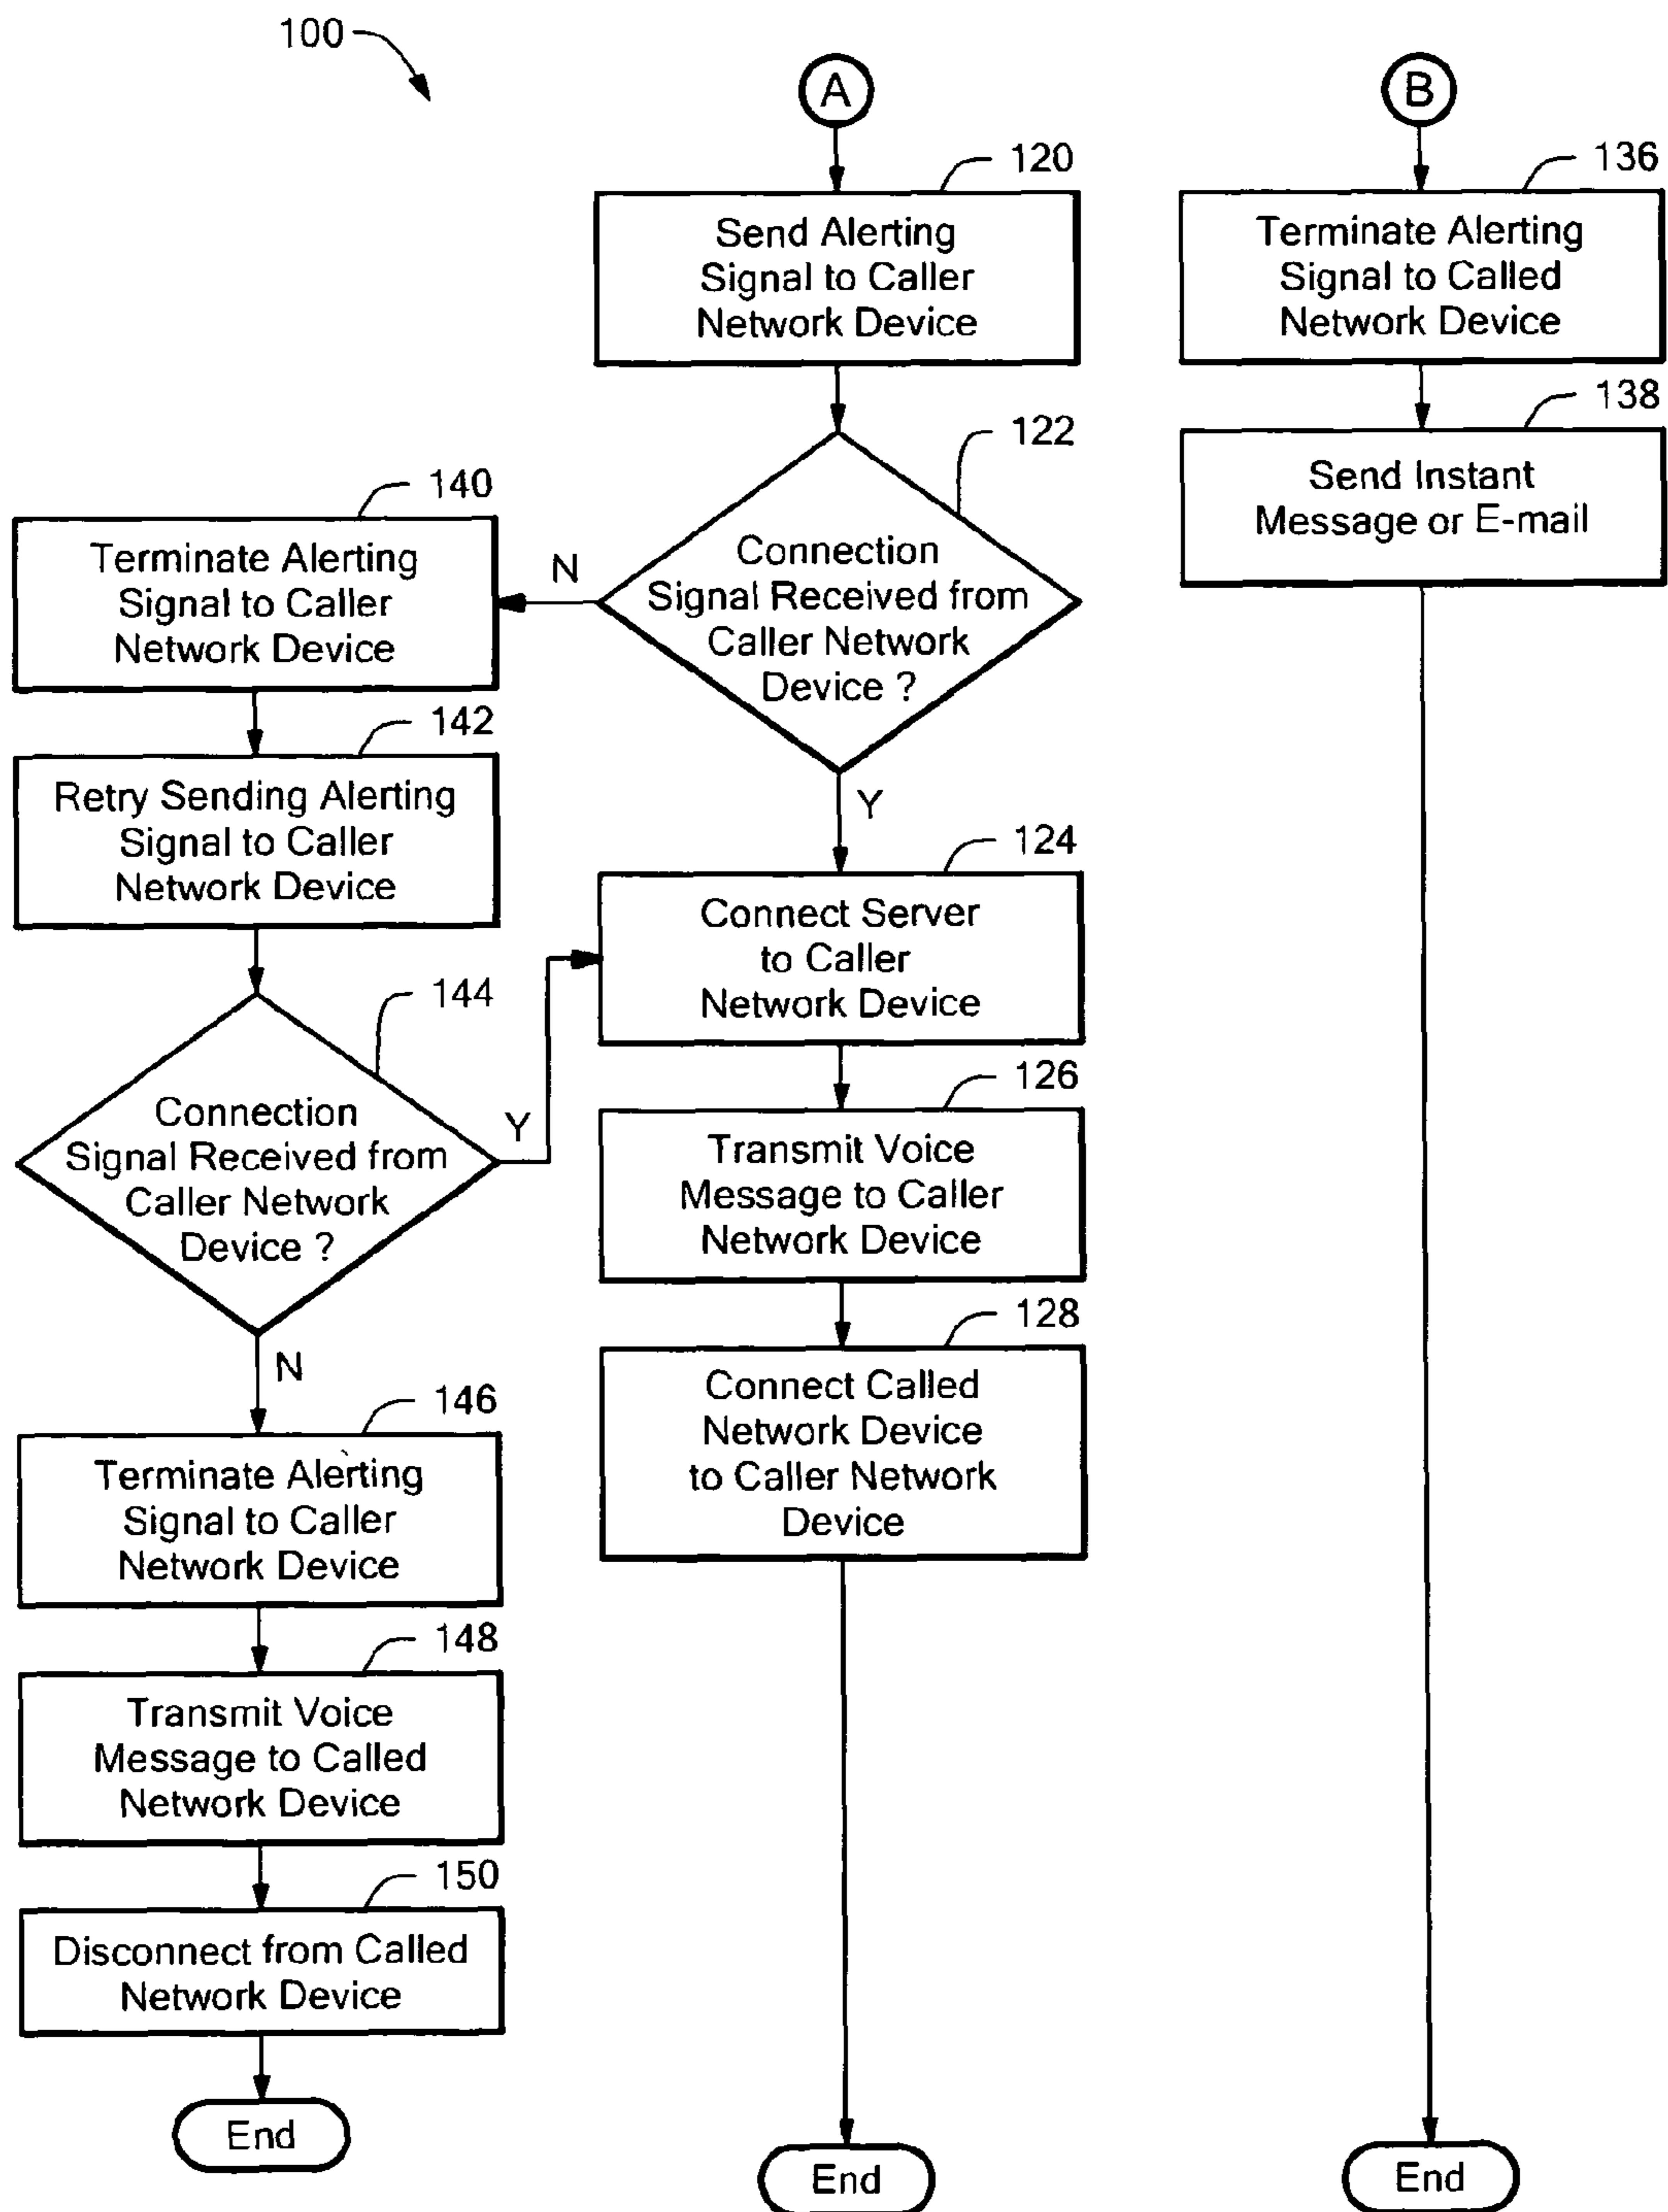 100
A
120
Send Alerting
Signal to Caller
Network Device
122
Connection
Signal Received from
Caller Network
Device ?
N
Y
140
Terminate Alerting
Signal to Caller
Network Device
142
Retry Sending Alerting
Signal to Caller
Network Device
144
Connection
Signal Received from
Caller Network
Device ?
Y
N
146
Terminate Alerting
Signal to Caller
Network Device
148
Transmit Voice
Message to Called
Network Device
150
Disconnect from Called
Network Device
End
124
Connect Server
to Caller
Network Device
126
Transmit Voice
Message to Caller
Network Device
128
Connect Called
Network Device
to Caller Network
Device
End
B
136
Terminate Alerting
Signal to Called
Network Device
138
Send Instant
Message or E-mail
End